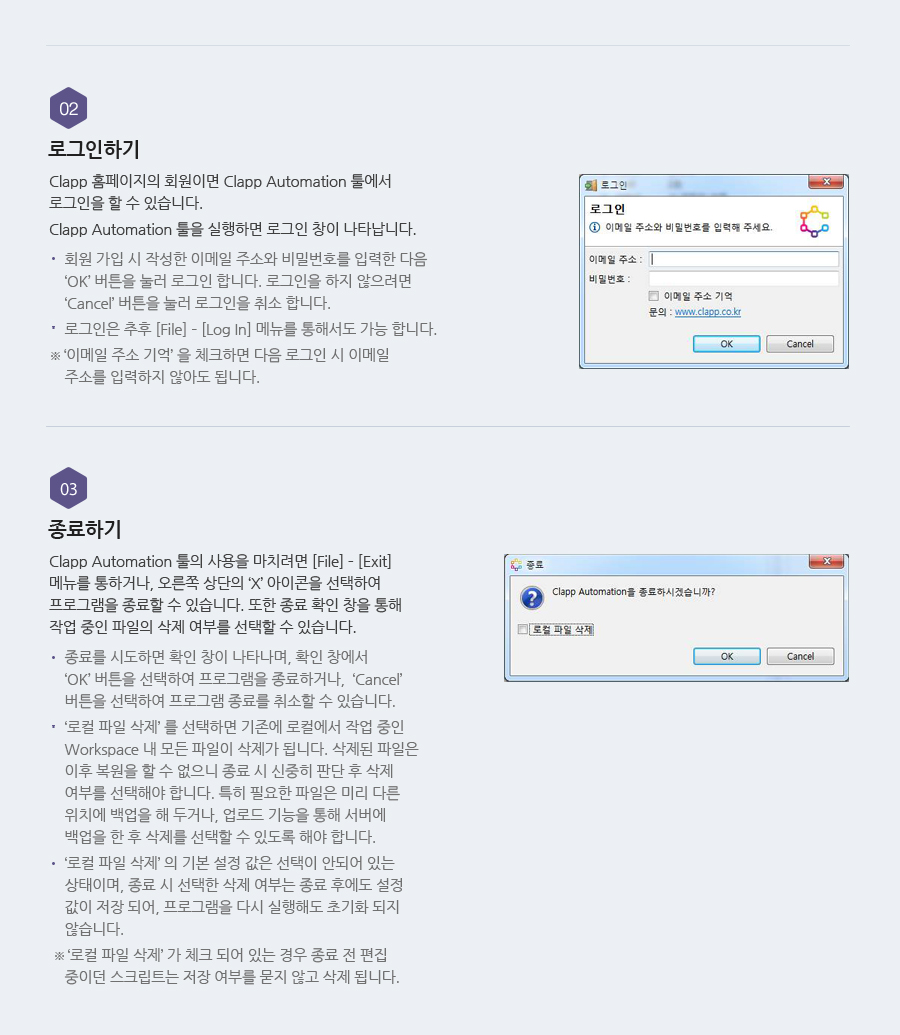 02
로그인하기
Clapp 홈페이지의 회원이면 Clapp Automation 툴에서
로그인을 할 수 있습니다.
Clapp Automation 툴을 실행하면 로그인 창이 나타납니다.
• 회원 가입 시 작성한 이메일 주소와 비밀번호를 입력한 다음
‘OK’ 버튼을 눌러 로그인 합니다. 로그인을 하지 않으려면
‘Cancel’ 버튼을 눌러 로그인을 취소 합니다.
• 로그인은 추후 [File] – [Log In] 메뉴를 통해서도 가능 합니다.
※ ‘이메일 주소 기억’ 을 체크하면 다음 로그인 시 이메일
주소를 입력하지 않아도 됩니다.
로그인
로그인
이메일 주소와 비밀번호를 입력해 주세요.
이메일 주소 :
비밀번호 :
이메일 주소 기억
문의 : www.clapp.co.kr
OK Cancel
03
종료하기
Clapp Automation 툴의 사용을 마치려면 [File] – [Exit]
메뉴를 통하거나, 오른쪽 상단의 ‘X’ 아이콘을 선택하여
프로그램을 종료할 수 있습니다. 또한 종료 확인 창을 통해
작업 중인 파일의 삭제 여부를 선택할 수 있습니다.
• 종료를 시도하면 확인 창이 나타나며, 확인 창에서
‘OK’ 버튼을 선택하여 프로그램을 종료하거나, ‘Cancel’
버튼을 선택하여 프로그램 종료를 취소할 수 있습니다.
• ‘로컬 파일 삭제’ 를 선택하면 기존에 로컬에서 작업 중인
Workspace 내 모든 파일이 삭제가 됩니다. 삭제된 파일은
이후 복원을 할 수 없으니 종료 시 신중히 판단 후 삭제
여부를 선택해야 합니다. 특히 필요한 파일은 미리 다른
위치에 백업을 해 두거나, 업로드 기능을 통해 서버에
백업을 한 후 삭제를 선택할 수 있도록 해야 합니다.
• ‘로컬 파일 삭제’ 의 기본 설정 값은 선택이 안되어 있는
상태이며, 종료 시 선택한 삭제 여부는 종료 후에도 설정
값이 저장 되어, 프로그램을 다시 실행해도 초기화 되지
않습니다.
※ ‘로컬 파일 삭제’ 가 체크 되어 있는 경우 종료 전 편집
중이던 스크립트는 저장 여부를 묻지 않고 삭제 됩니다.
종료
Clapp Automation을 종료하시겠습니까?
로컬 파일 삭제
OK Cancel